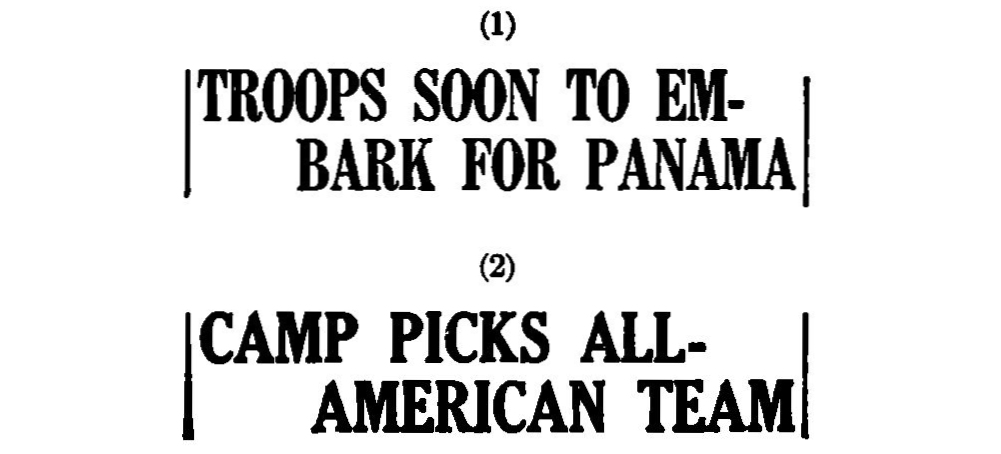 (1)
TROOPS SOON TO EM-
BARK FOR PANAMA
(2)
CAMP PICKS ALL-
AMERICAN TEAM